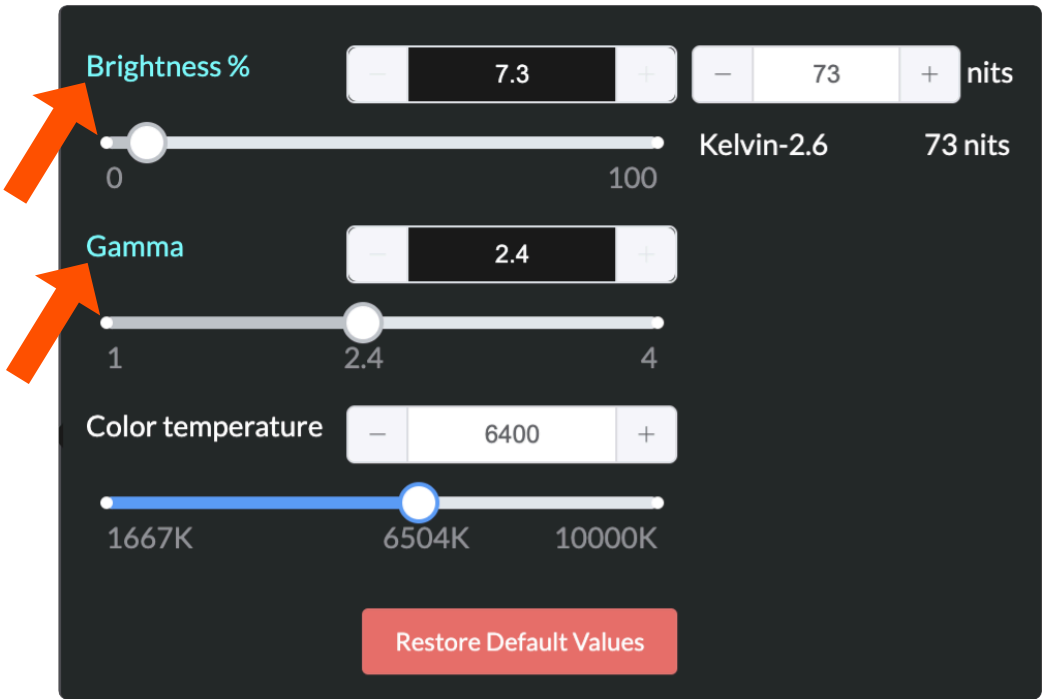 Brightness % − 7.3 + − 73 + nits
Kelvin-2.6 73 nits
0 100
Gamma − 2.4 +
1 2.4 4
Color temperature − 6400 +
1667K 6504K 10000K
Restore Default Values